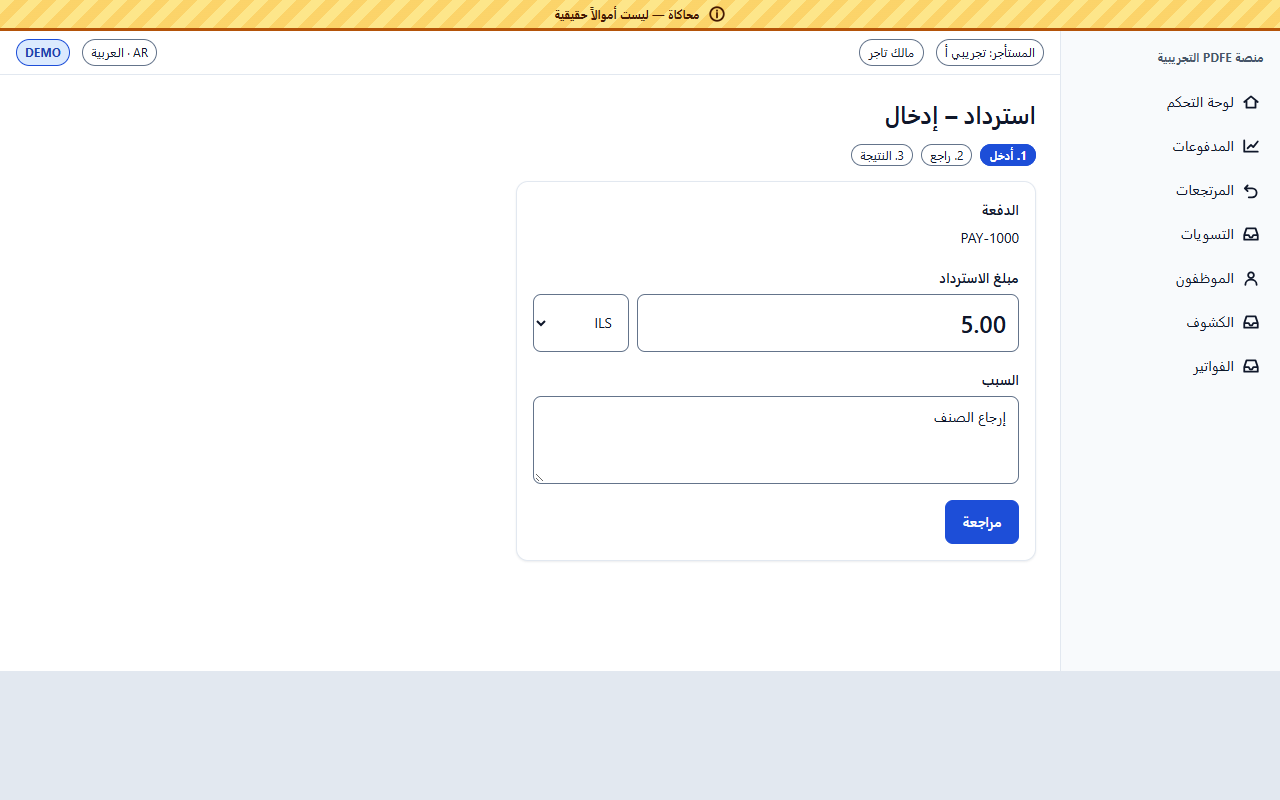 محاكاة — ليست أموالاً حقيقية
منصة PDFE التجريبية
لوحة التحكم
المدفوعات
المرتجعات
التسويات
الموظفون
الكشوف
الفواتير
المستأجر: تجريبي أ
مالك تاجر
AR · العربية
DEMO
استرداد – إدخال
1. أدخل
2. راجع
3. النتيجة
الدفعة
PAY-1000
مبلغ الاسترداد
5.00
ILS
السبب
إرجاع الصنف
مراجعة